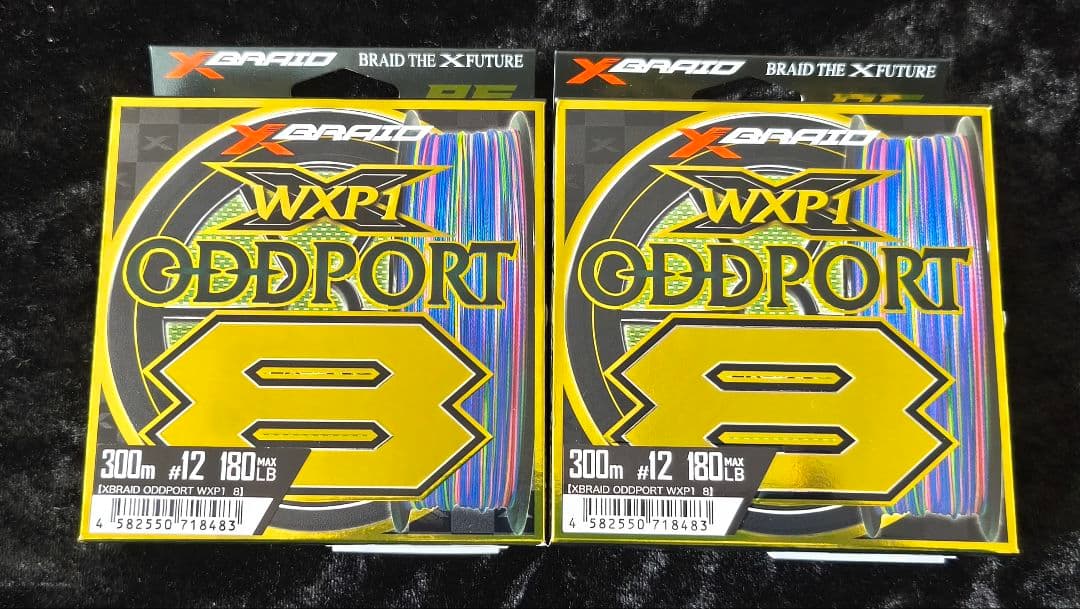 XBRAID BRAID THE X FUTURE
XBRAID
WXP1
ODDPORT
8
300m #12 180 MAX LB
[XBRAID ODDPORT WXP1 8]
4 582550 718483
XBRAID BRAID THE X FUTURE
XBRAID
WXP1
ODDPORT
8
300m #12 180 MAX LB
[XBRAID ODDPORT WXP1 8]
4 582550 718483